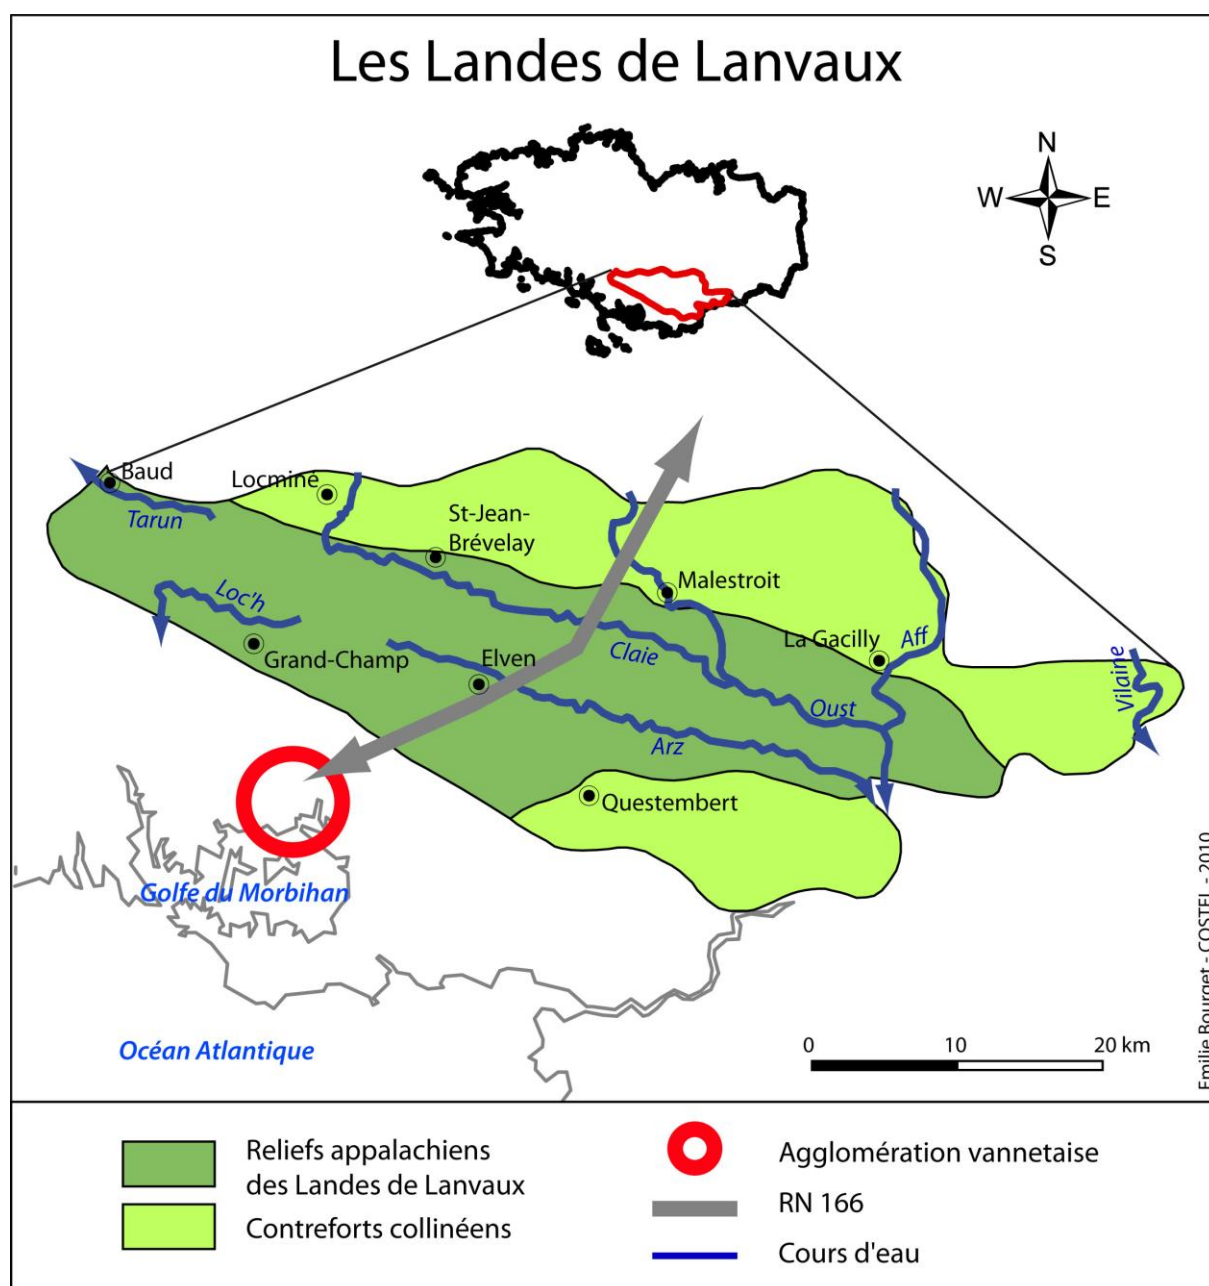 Les Landes de Lanvaux
N
W E
S
Baud
Locminé
Tarun
St-Jean-
Brévelay
Malestroit
Loc'h
Grand-Champ
Elven
Claie
La Gacilly
Aff
Vilaine
Oust
Arz
Questembert
Golfe du Morbihan
Océan Atlantique
0 10 20 km
Emilie Bourget - COSTEL - 2010
Reliefs appalachiens
des Landes de Lanvaux
Contreforts collinéens
Agglomération vannetaise
RN 166
Cours d'eau